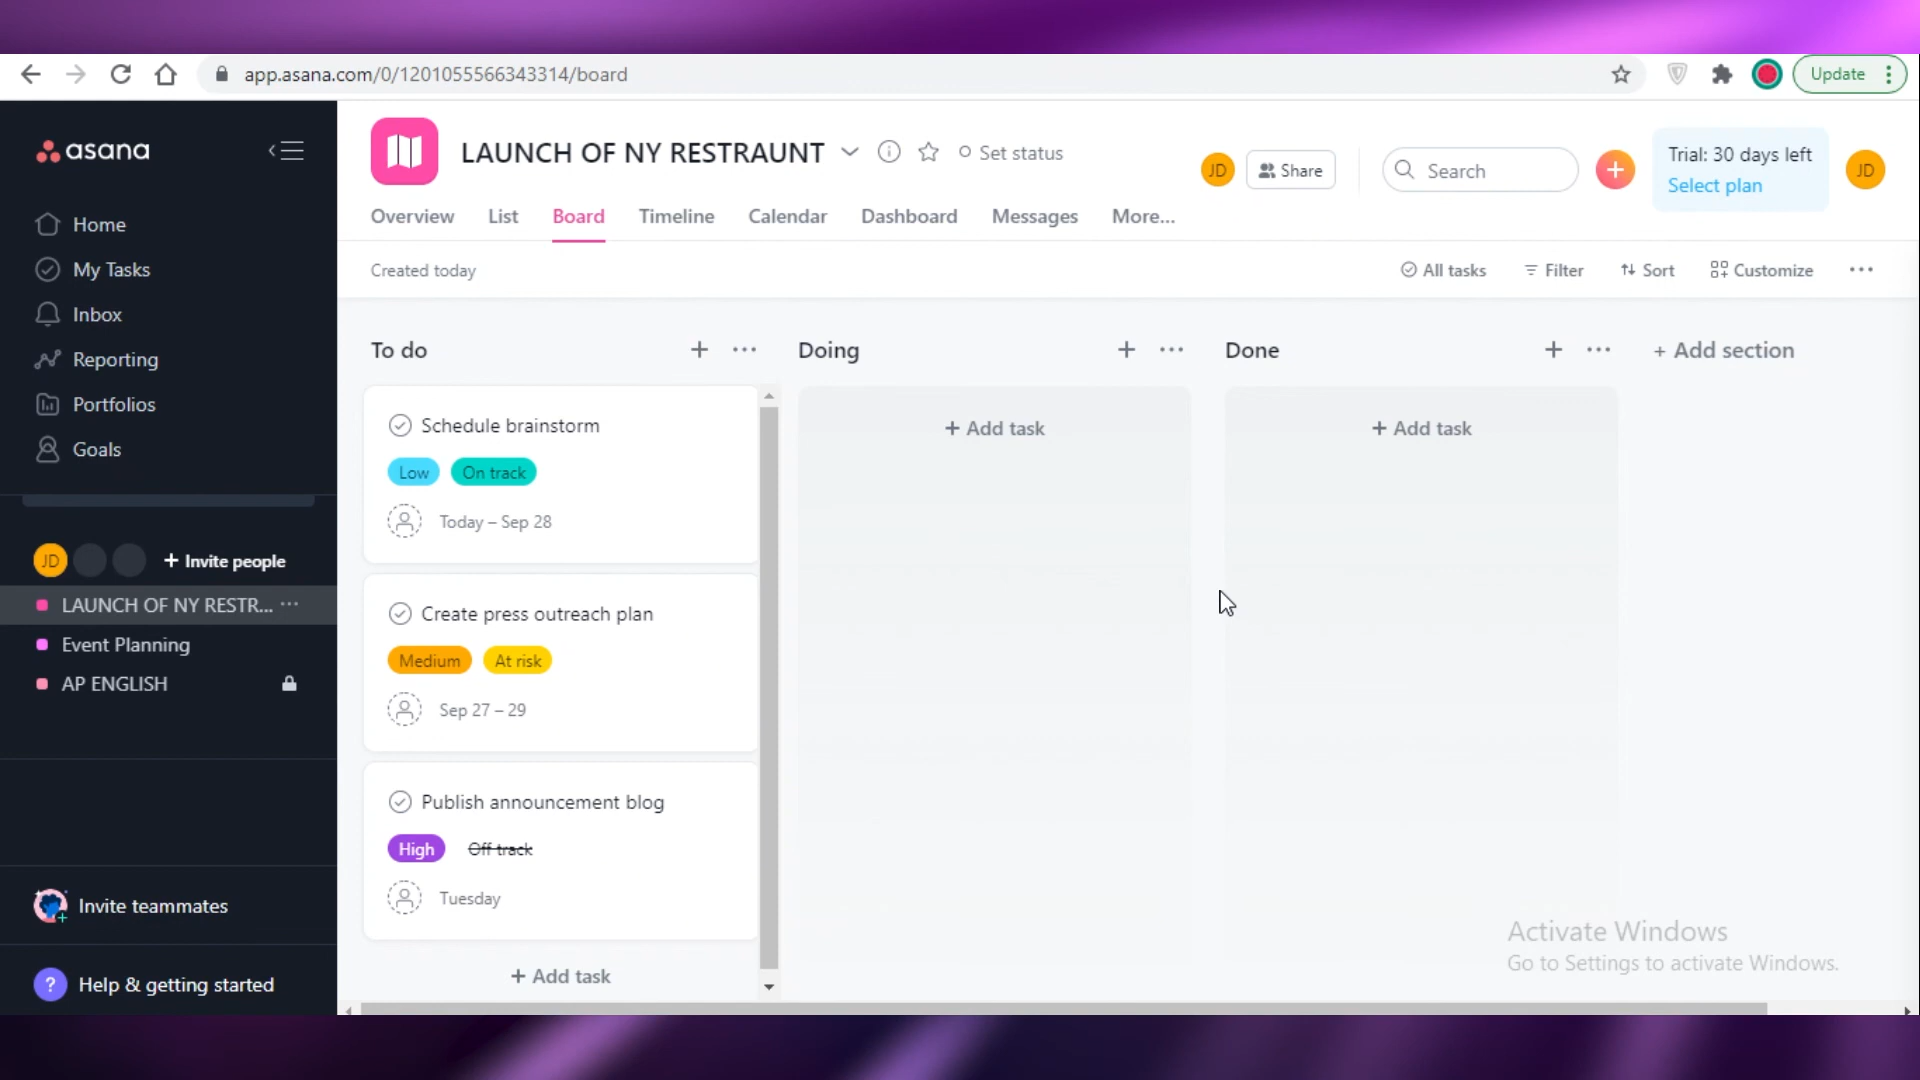 app.asana.com/0/1201055566343314/board
Update
asana
LAUNCH OF NY RESTRAUNT
Set status
JD
Share
Search
Trial: 30 days left
Select plan
JD
Overview
List
Board
Timeline
Calendar
Dashboard
Messages
More...
Created today
All tasks
Filter
Sort
Customize
Home
My Tasks
Inbox
Reporting
Portfolios
Goals
JD
+ Invite people
LAUNCH OF NY RESTR...
Event Planning
AP ENGLISH
Invite teammates
? Help & getting started
To do
Schedule brainstorm
Low
On track
Today – Sep 28
Create press outreach plan
Medium
At risk
Sep 27 – 29
Publish announcement blog
High
Off track
Tuesday
+ Add task
Doing
+ Add task
Done
+ Add task
+ Add section
Activate Windows
Go to Settings to activate Windows.